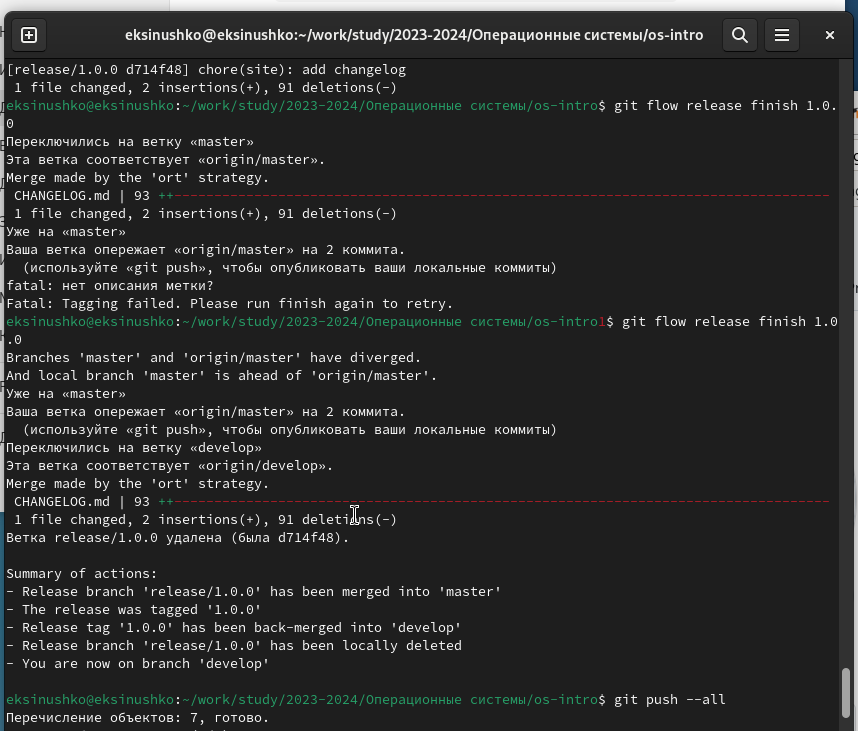 eksinushko@eksinushko:~/work/study/2023-2024/Операционные системы/os-intro
[release/1.0.0 d714f48] chore(site): add changelog
1 file changed, 2 insertions(+), 91 deletions(-)
eksinushko@eksinushko:~/work/study/2023-2024/Операционные системы/os-intro$ git flow release finish 1.0.
0
Переключились на ветку «master»
Эта ветка соответствует «origin/master».
Merge made by the 'ort' strategy.
CHANGELOG.md | 93 ++---------------------------------------------------------------------------------
1 file changed, 2 insertions(+), 91 deletions(-)
Уже на «master»
Ваша ветка опережает «origin/master» на 2 коммита.
(используйте «git push», чтобы опубликовать ваши локальные коммиты)
fatal: нет описания метки?
Fatal: Tagging failed. Please run finish again to retry.
eksinushko@eksinushko:~/work/study/2023-2024/Операционные системы/os-intro1$ git flow release finish 1.0
.0
Branches 'master' and 'origin/master' have diverged.
And local branch 'master' is ahead of 'origin/master'.
Уже на «master»
Ваша ветка опережает «origin/master» на 2 коммита.
(используйте «git push», чтобы опубликовать ваши локальные коммиты)
Переключились на ветку «develop»
Эта ветка соответствует «origin/develop».
Merge made by the 'ort' strategy.
CHANGELOG.md | 93 ++---------------------------------------------------------------------------------
1 file changed, 2 insertions(+), 91 deletions(-)
Ветка release/1.0.0 удалена (была d714f48).
Summary of actions:
- Release branch 'release/1.0.0' has been merged into 'master'
- The release was tagged '1.0.0'
- Release tag '1.0.0' has been back-merged into 'develop'
- Release branch 'release/1.0.0' has been locally deleted
- You are now on branch 'develop'
eksinushko@eksinushko:~/work/study/2023-2024/Операционные системы/os-intro$ git push --all
Перечисление объектов: 7, готово.